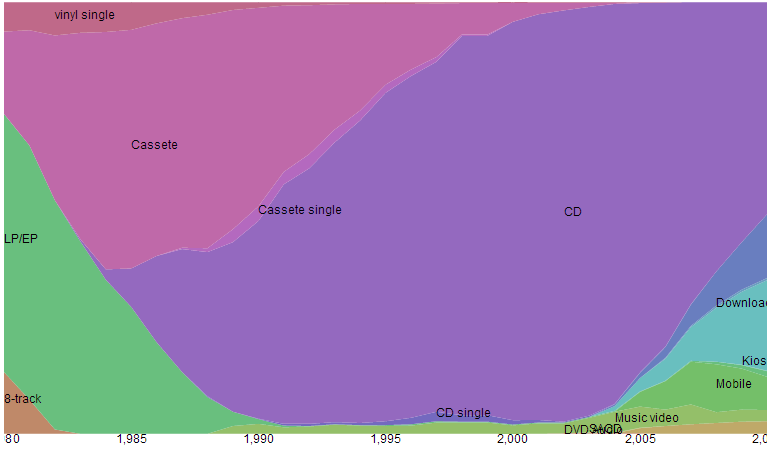 vinyl single
Cassete
Cassete single
CD
LP/EP
Download
Kios
Mobile
8-track
CD single
Music video
DVD Audio
SACD
80
1,985
1,990
1,995
2,000
2,005
2,0